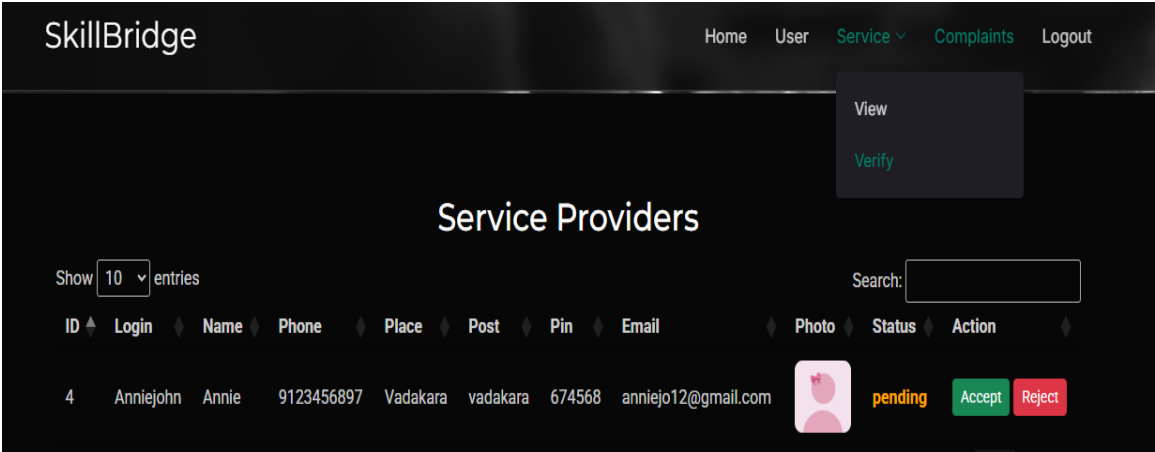 SkillBridge Home User Service Complaints Logout
View
Verify
Service Providers
Show 10 entries Search:
ID Login Name Phone Place Post Pin Email Photo Status Action
4 Anniejohn Annie 9123456897 Vadakara vadakara 674568 anniejo12@gmail.com pending Accept Reject